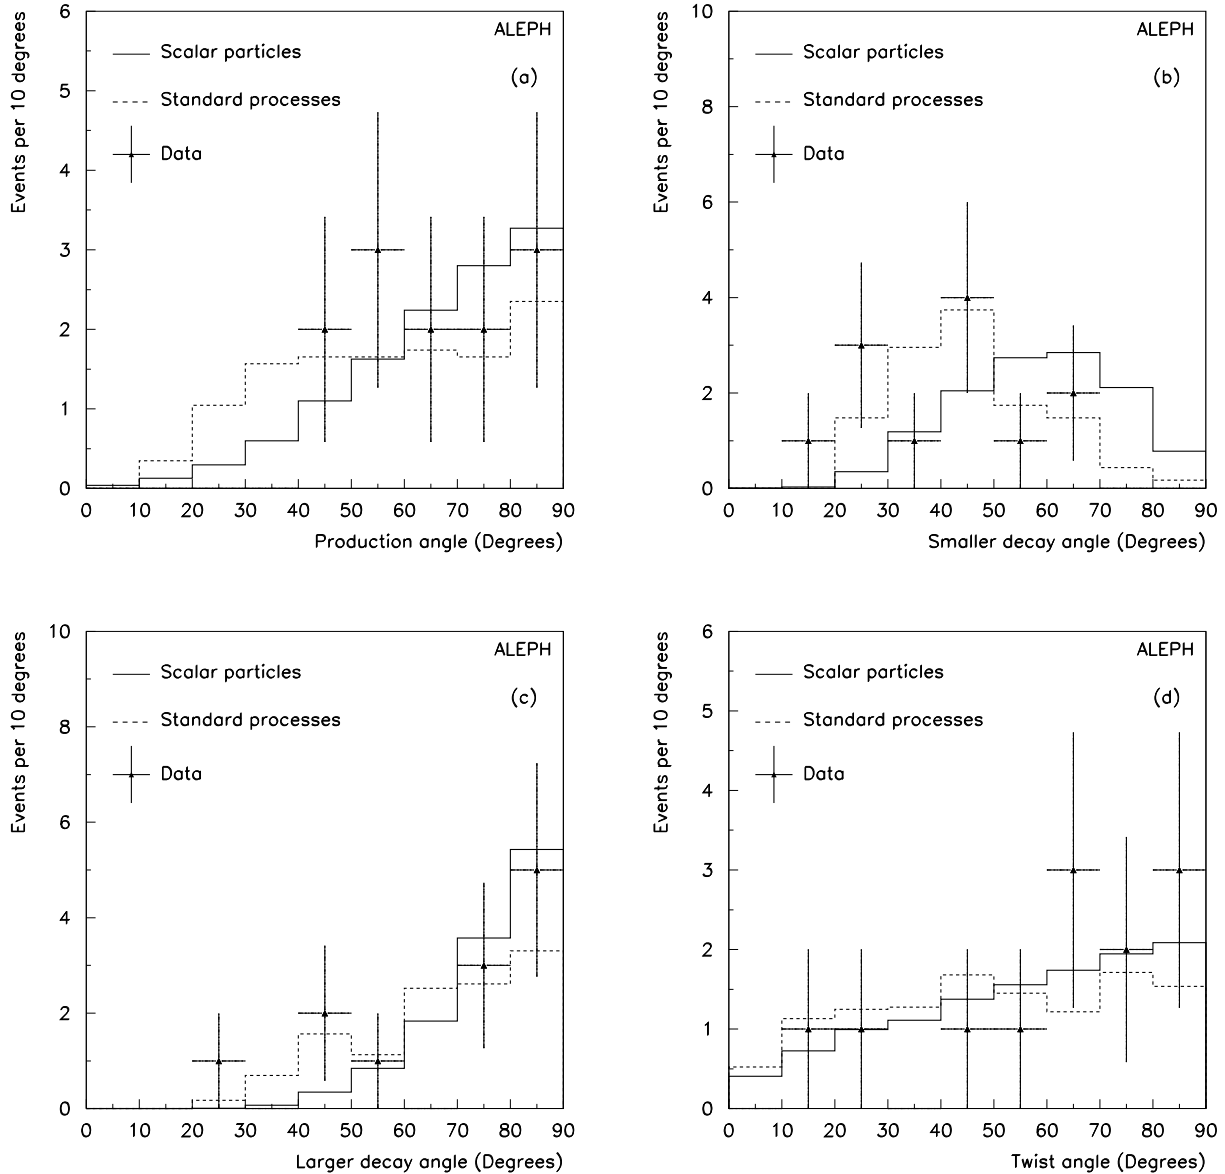 ALEPH
(a)
Scalar particles
Standard processes
Data
Events per 10 degrees
6
5
4
3
2
1
0
0 10 20 30 40 50 60 70 80 90
Production angle (Degrees)
ALEPH
(b)
Scalar particles
Standard processes
Data
Events per 10 degrees
10
8
6
4
2
0
0 10 20 30 40 50 60 70 80 90
Smaller decay angle (Degrees)
ALEPH
(c)
Scalar particles
Standard processes
Data
Events per 10 degrees
10
8
6
4
2
0
0 10 20 30 40 50 60 70 80 90
Larger decay angle (Degrees)
ALEPH
(d)
Scalar particles
Standard processes
Data
Events per 10 degrees
6
5
4
3
2
1
0
0 10 20 30 40 50 60 70 80 90
Twist angle (Degrees)